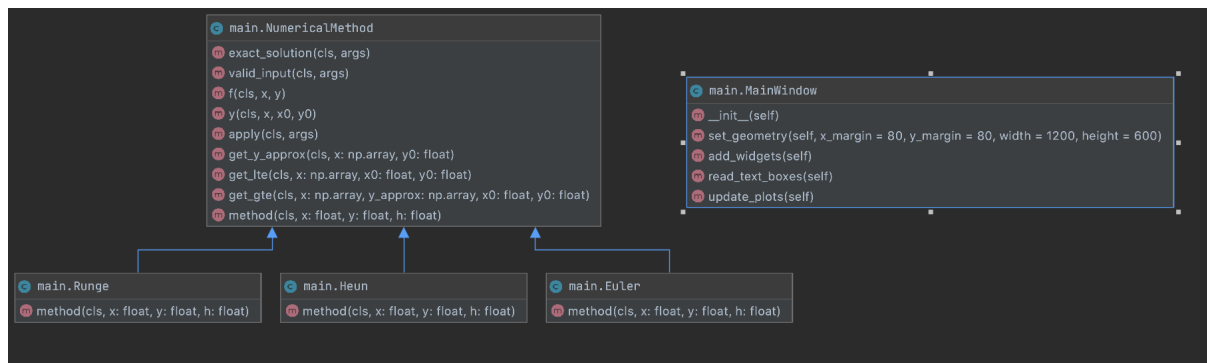 main.NumericalMethod
exact_solution(cls, args)
valid_input(cls, args)
f(cls, x, y)
y(cls, x, x0, y0)
apply(cls, args)
get_y_approx(cls, x: np.array, y0: float)
get_lte(cls, x: np.array, x0: float, y0: float)
get_gte(cls, x: np.array, y_approx: np.array, x0: float, y0: float)
method(cls, x: float, y: float, h: float)
main.MainWindow
__init__(self)
set_geometry(self, x_margin = 80, y_margin = 80, width = 1200, height = 600)
add_widgets(self)
read_text_boxes(self)
update_plots(self)
main.Runge
method(cls, x: float, y: float, h: float)
main.Heun
method(cls, x: float, y: float, h: float)
main.Euler
method(cls, x: float, y: float, h: float)